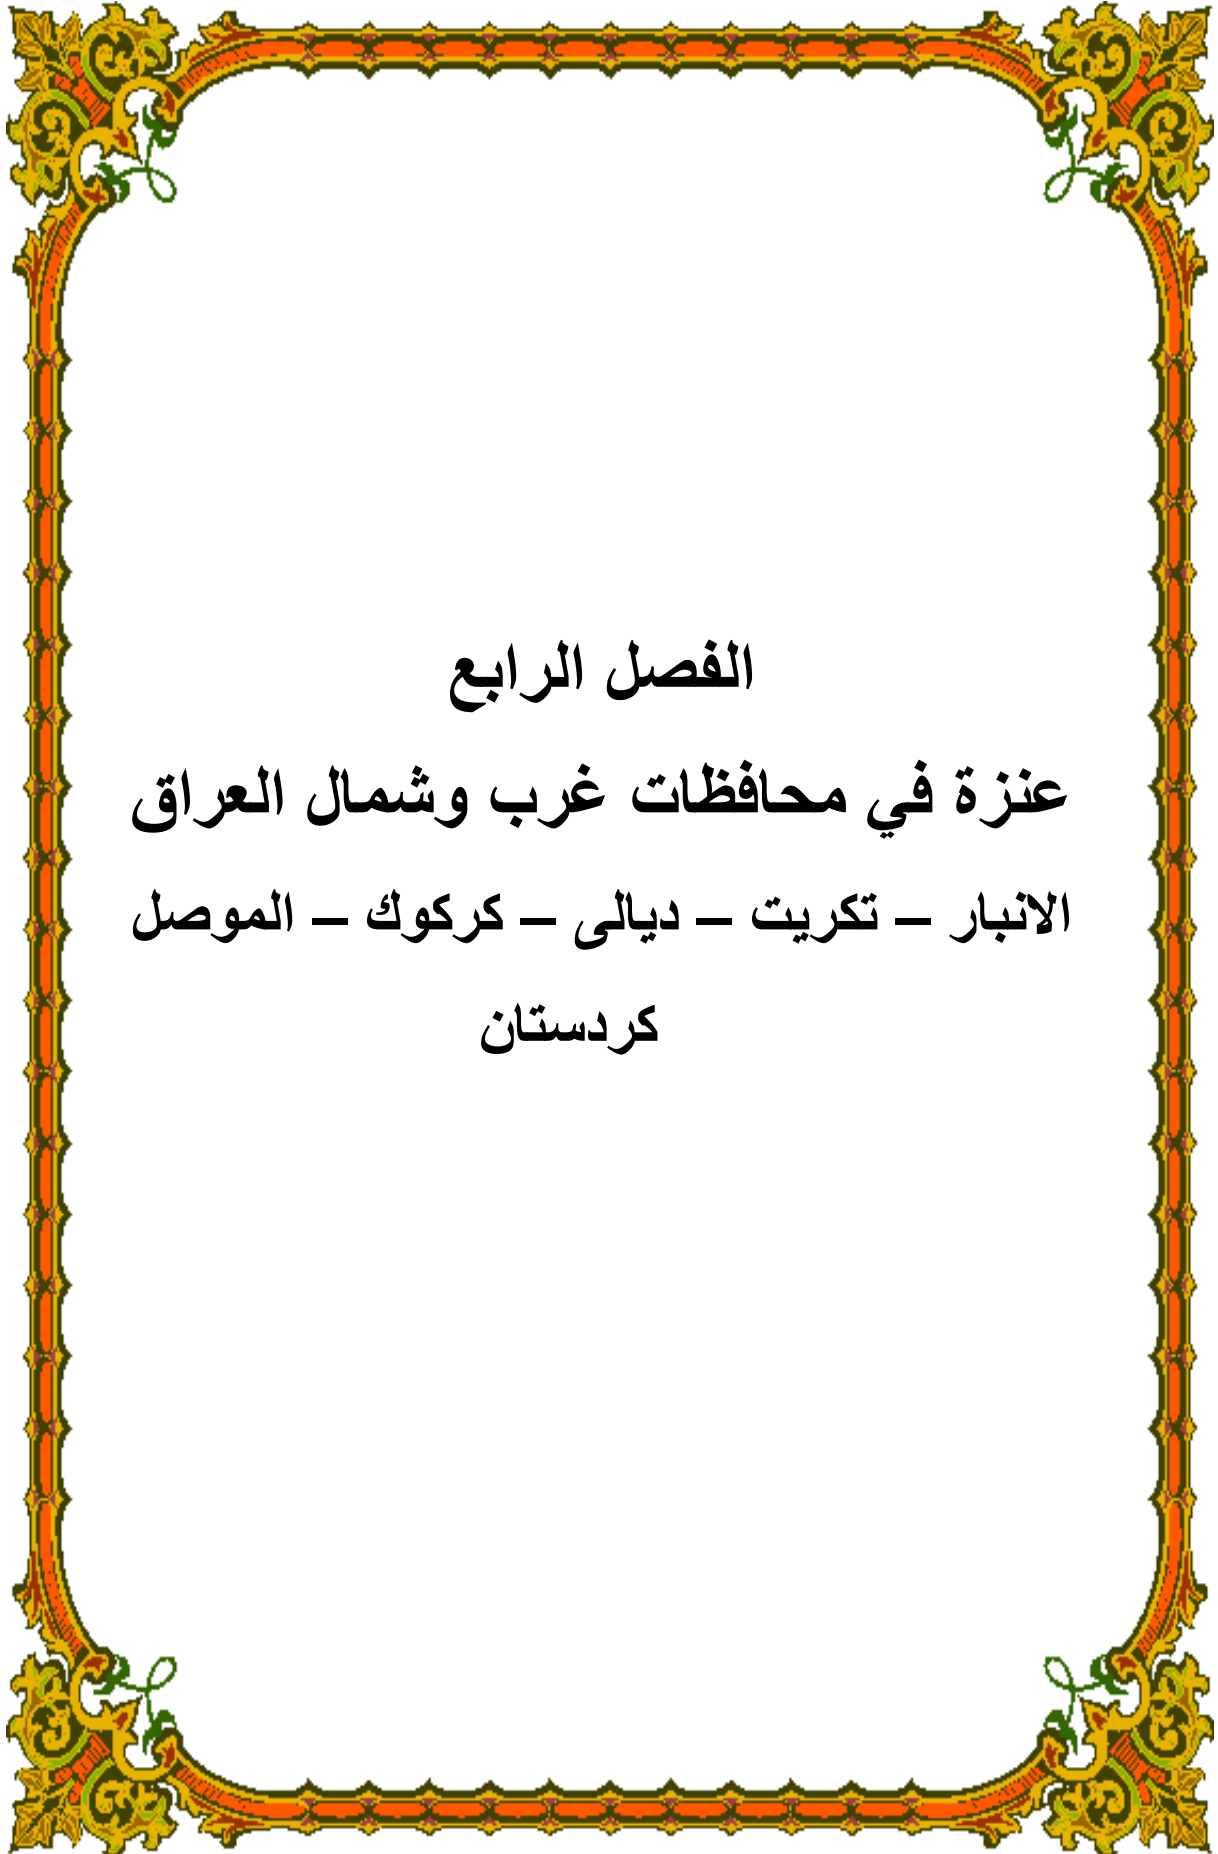 الفصل الرابع
عنزة في محافظات غرب وشمال العراق
الانبار – تكريت – ديالى – كركوك – الموصل
كردستان